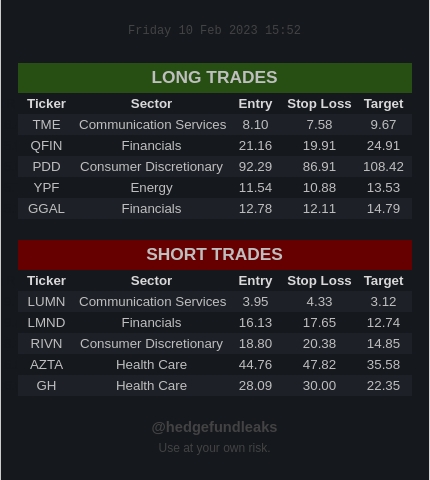 Friday 10 Feb 2023 15:52
LONG TRADES
Ticker Sector Entry Stop Loss Target
TME Communication Services 8.10 7.58 9.67
QFIN Financials 21.16 19.91 24.91
PDD Consumer Discretionary 92.29 86.91 108.42
YPF Energy 11.54 10.88 13.53
GGAL Financials 12.78 12.11 14.79
SHORT TRADES
Ticker Sector Entry Stop Loss Target
LUMN Communication Services 3.95 4.33 3.12
LMND Financials 16.13 17.65 12.74
RIVN Consumer Discretionary 18.80 20.38 14.85
AZTA Health Care 44.76 47.82 35.58
GH Health Care 28.09 30.00 22.35
@hedgefundleaks
Use at your own risk.